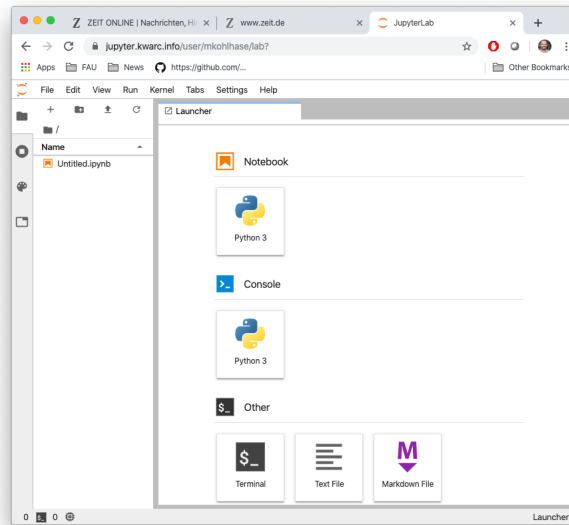 Z ZEIT ONLINE | Nachrichten, Hi × Z www.zeit.de × JupyterLab × +
jupyter.kwarc.info/user/mkohlhase/lab?
Apps FAU News https://github.com/... Other Bookmarks
File Edit View Run Kernel Tabs Settings Help
+ Launcher
/
Name
Untitled.ipynb
Notebook
Python 3
>_ Console
Python 3
$_ Other
$_ M
Terminal Text File Markdown File
0 $_ 0 Launcher